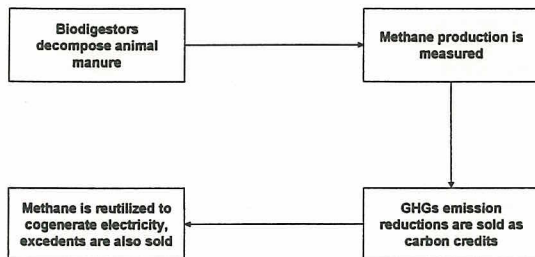 Biodigestors
decompose animal
manure
Methane production is
measured
GHGs emission
reductions are sold as
carbon credits
Methane is reutilized to
cogenerate electricity,
excedents are also sold